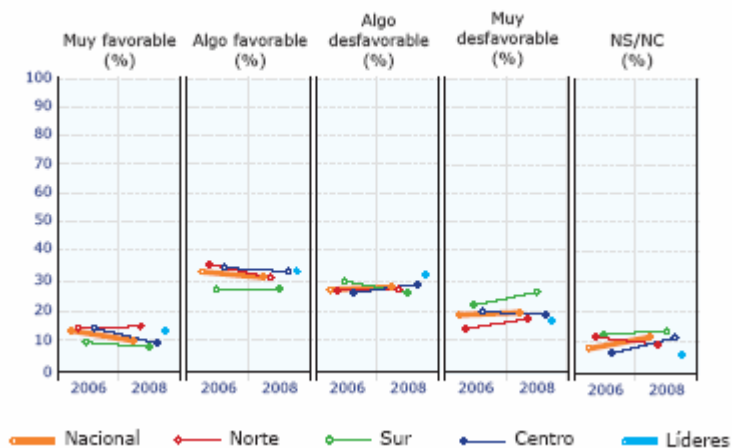 Muy favorable
(%)
Algo favorable
(%)
Algo
desfavorable
(%)
Muy
desfavorable
(%)
NS/NC
(%)
100
90
80
70
60
50
40
30
20
10
0
2006 2008
2006 2008
2006 2008
2006 2008
2006 2008
Nacional Norte Sur Centro Líderes